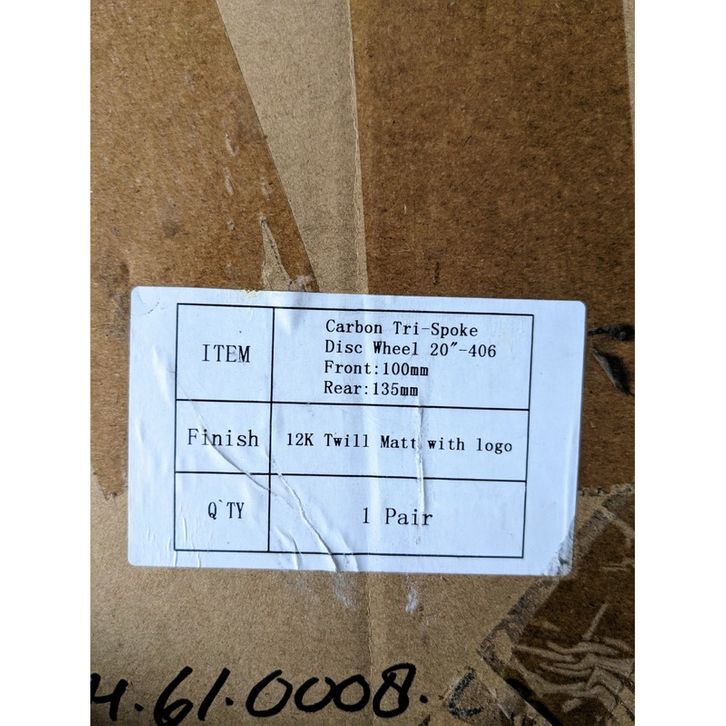 ITEM
Carbon Tri-Spoke
Disc Wheel 20″-406
Front:100mm
Rear:135mm
Finish
12K Twill Matt with logo
Q`TY
1 Pair
4.61.0008.